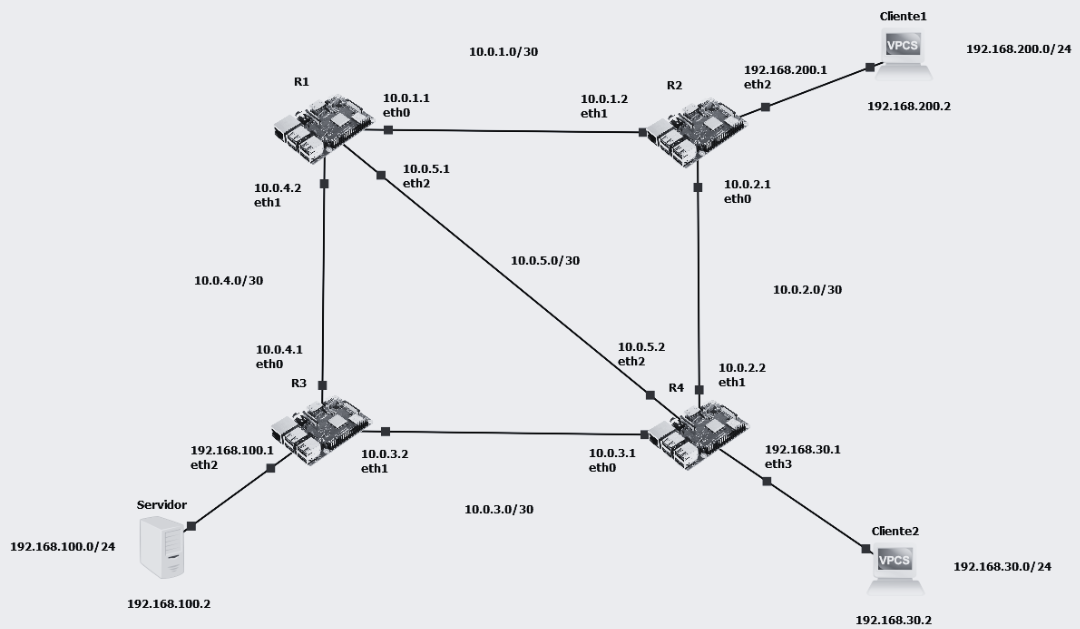 Cliente1
VPCS
192.168.200.0/24
10.0.1.0/30
192.168.200.1
eth2
R1
R2
192.168.200.2
10.0.1.1
eth0
10.0.1.2
eth1
10.0.5.1
eth2
10.0.4.2
eth1
10.0.2.1
eth0
10.0.5.0/30
10.0.4.0/30
10.0.2.0/30
10.0.4.1
eth0
10.0.5.2
eth2
10.0.2.2
eth1
R3
R4
192.168.100.1
eth2
10.0.3.2
eth1
10.0.3.1
eth0
192.168.30.1
eth3
Servidor
10.0.3.0/30
Cliente2
192.168.100.0/24
VPCS
192.168.30.0/24
192.168.100.2
192.168.30.2